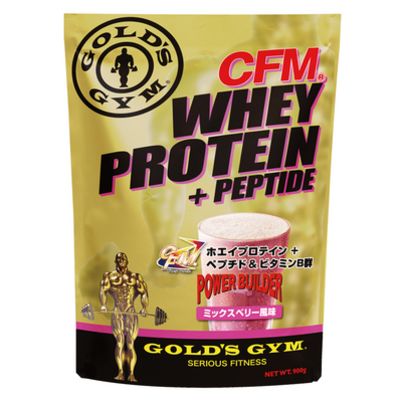 GOLD'S
GYM®
CFM®
WHEY
PROTEIN
+ PEPTIDE
CFM
ホエイプロテイン +
ペプチド&ビタミンB群
POWER BUILDER
ミックスベリー風味
GOLD'S GYM®
SERIOUS FITNESS
NET WT. 900g